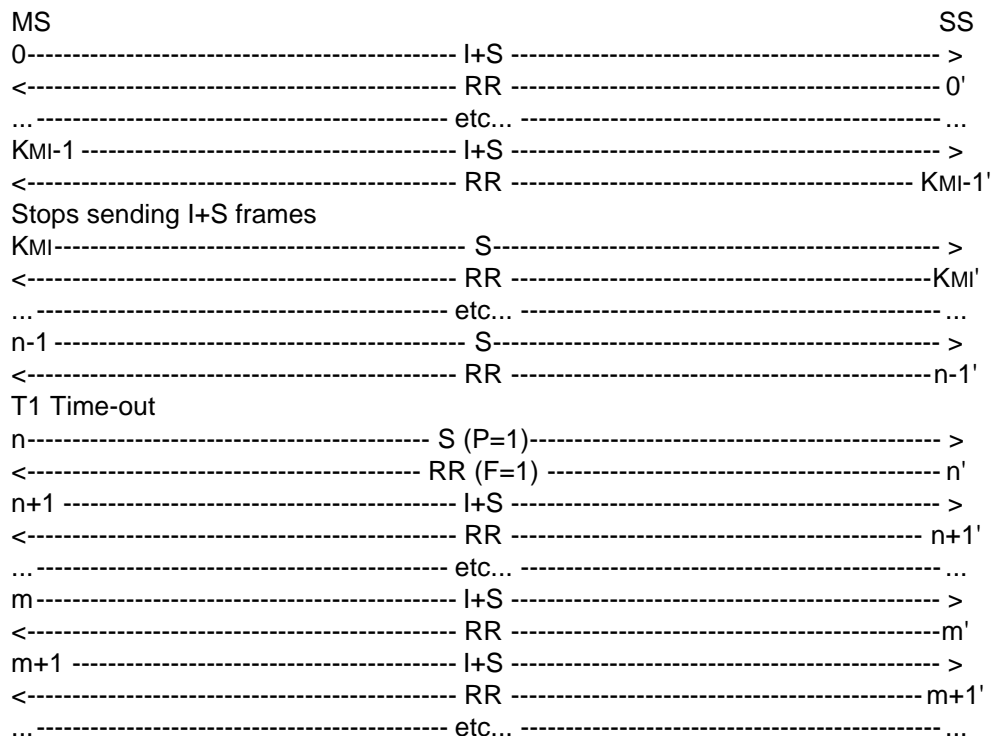 MS SS
0--------------------------------------------------- I+S --------------------------------------------------- >
<--------------------------------------------------- RR --------------------------------------------------- 0'
... ------------------------------------------------- etc... -------------------------------------------------- ...
KMI-1 --------------------------------------------- I+S --------------------------------------------------- >
<--------------------------------------------------- RR ------------------------------------------------ KMI-1'
Stops sending I+S frames
KMI------------------------------------------------- S----------------------------------------------------- >
<--------------------------------------------------- RR --------------------------------------------------KMI'
... ------------------------------------------------- etc... -------------------------------------------------- ...
n-1 ------------------------------------------------- S----------------------------------------------------- >
<--------------------------------------------------- RR --------------------------------------------------n-1'
T1 Time-out
n------------------------------------------------ S (P=1)------------------------------------------------- >
<----------------------------------------------- RR (F=1) ----------------------------------------------- n'
n+1 ----------------------------------------------- I+S --------------------------------------------------- >
<--------------------------------------------------- RR ------------------------------------------------- n+1'
... ------------------------------------------------- etc... -------------------------------------------------- ...
m-------------------------------------------------- I+S --------------------------------------------------- >
<--------------------------------------------------- RR ---------------------------------------------------m'
m+1 ---------------------------------------------- I+S --------------------------------------------------- >
<--------------------------------------------------- RR ------------------------------------------------- m+1'
... ------------------------------------------------- etc... -------------------------------------------------- ...